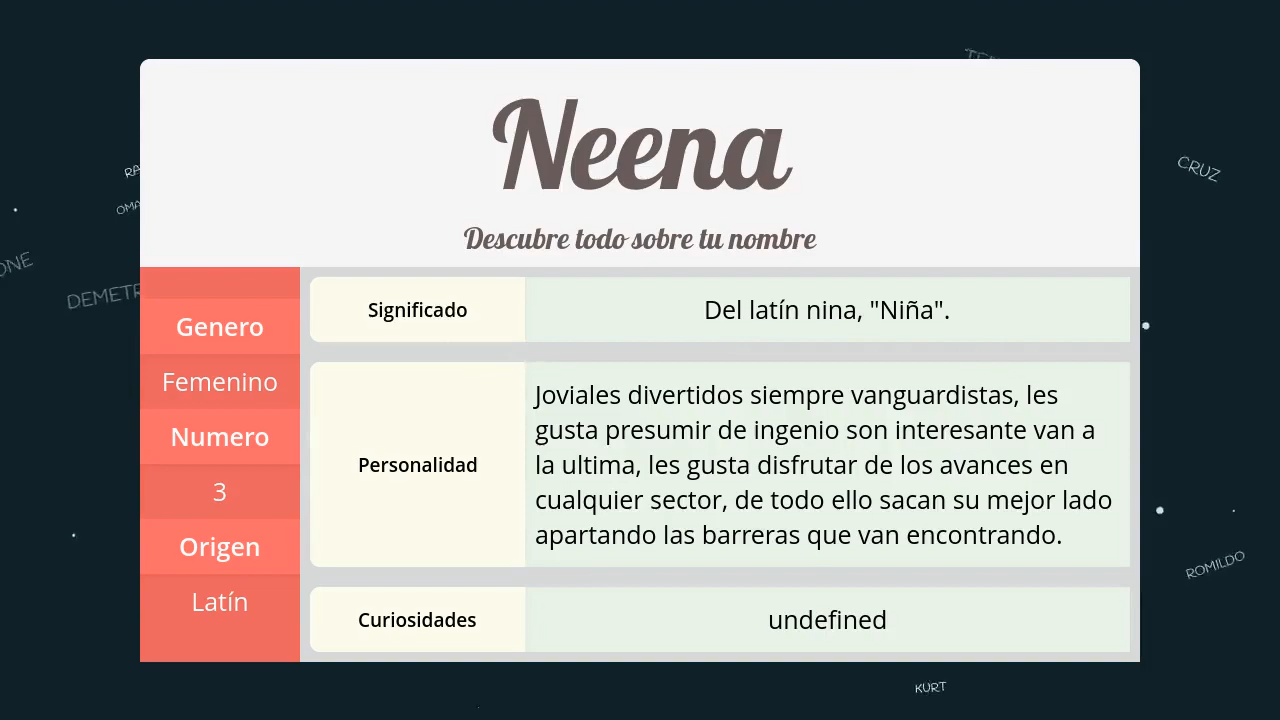 Neena
Descubre todo sobre tu nombre
CRUZ
Genero
Femenino
Numero
3
Origen
Latín
Significado
Del latín nina, "Niña".
Personalidad
Joviales divertidos siempre vanguardistas, les
gusta presumir de ingenio son interesante van a
la ultima, les gusta disfrutar de los avances en
cualquier sector, de todo ello sacan su mejor lado
apartando las barreras que van encontrando.
Curiosidades
undefined
ROMILDO
KURT